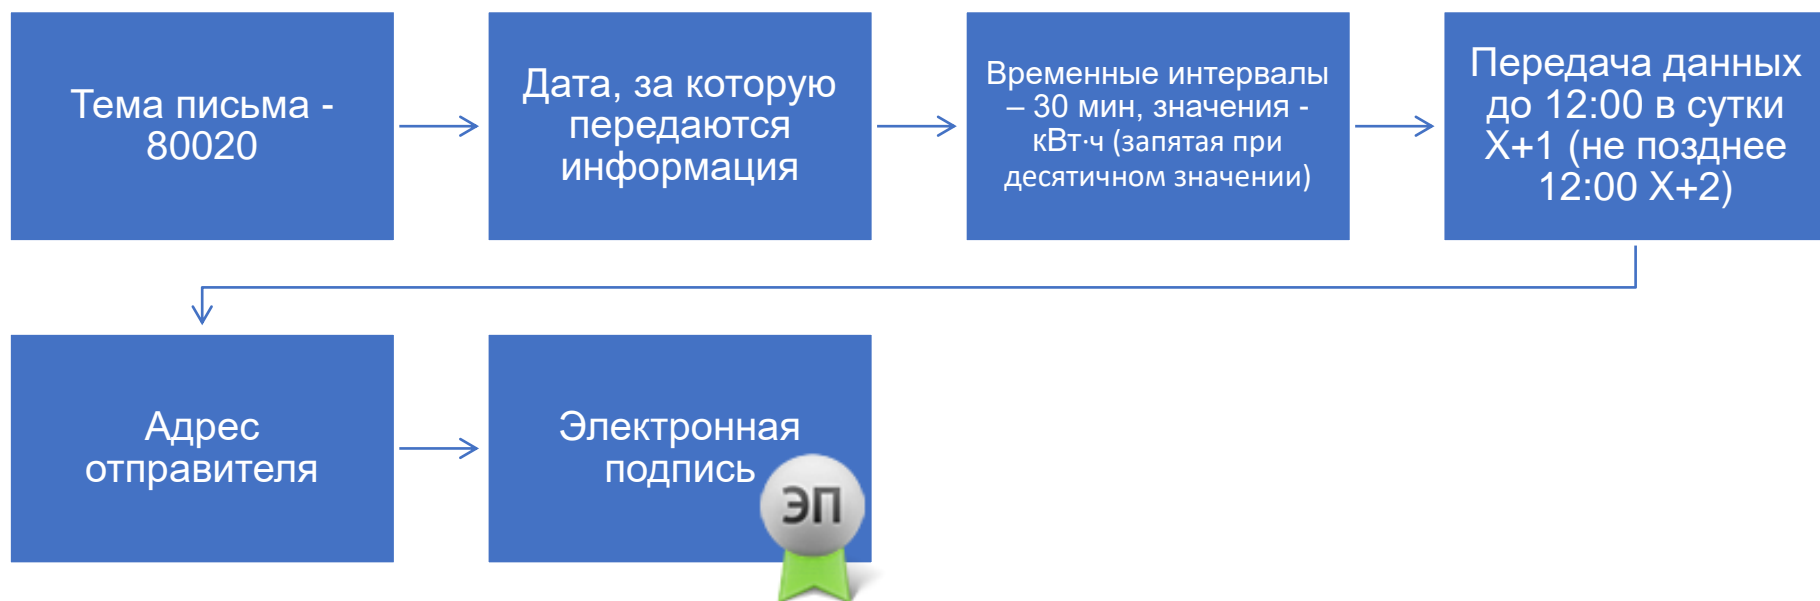 Тема письма -
80020
Дата, за которую
передаются
информация
Временные интервалы
– 30 мин, значения -
кВт·ч (запятая при
десятичном значении)
Передача данных
до 12:00 в сутки
X+1 (не позднее
12:00 X+2)
Адрес
отправителя
Электронная
подпись
ЭП